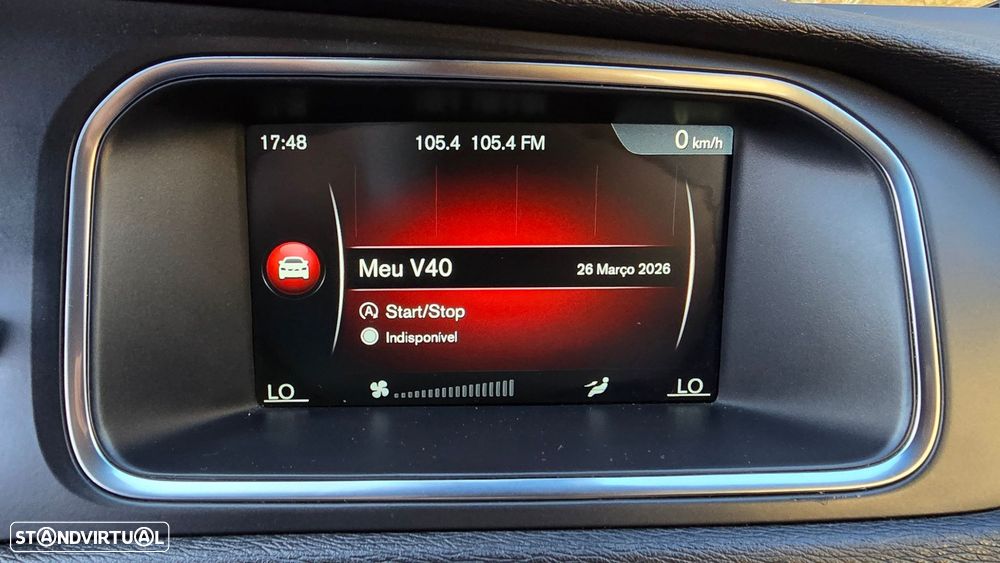 17:48 105.4 105.4 FM 0 km/h
Meu V40 26 Março 2026
A Start/Stop
Indisponível
LO LO
STANDVIRTUAL